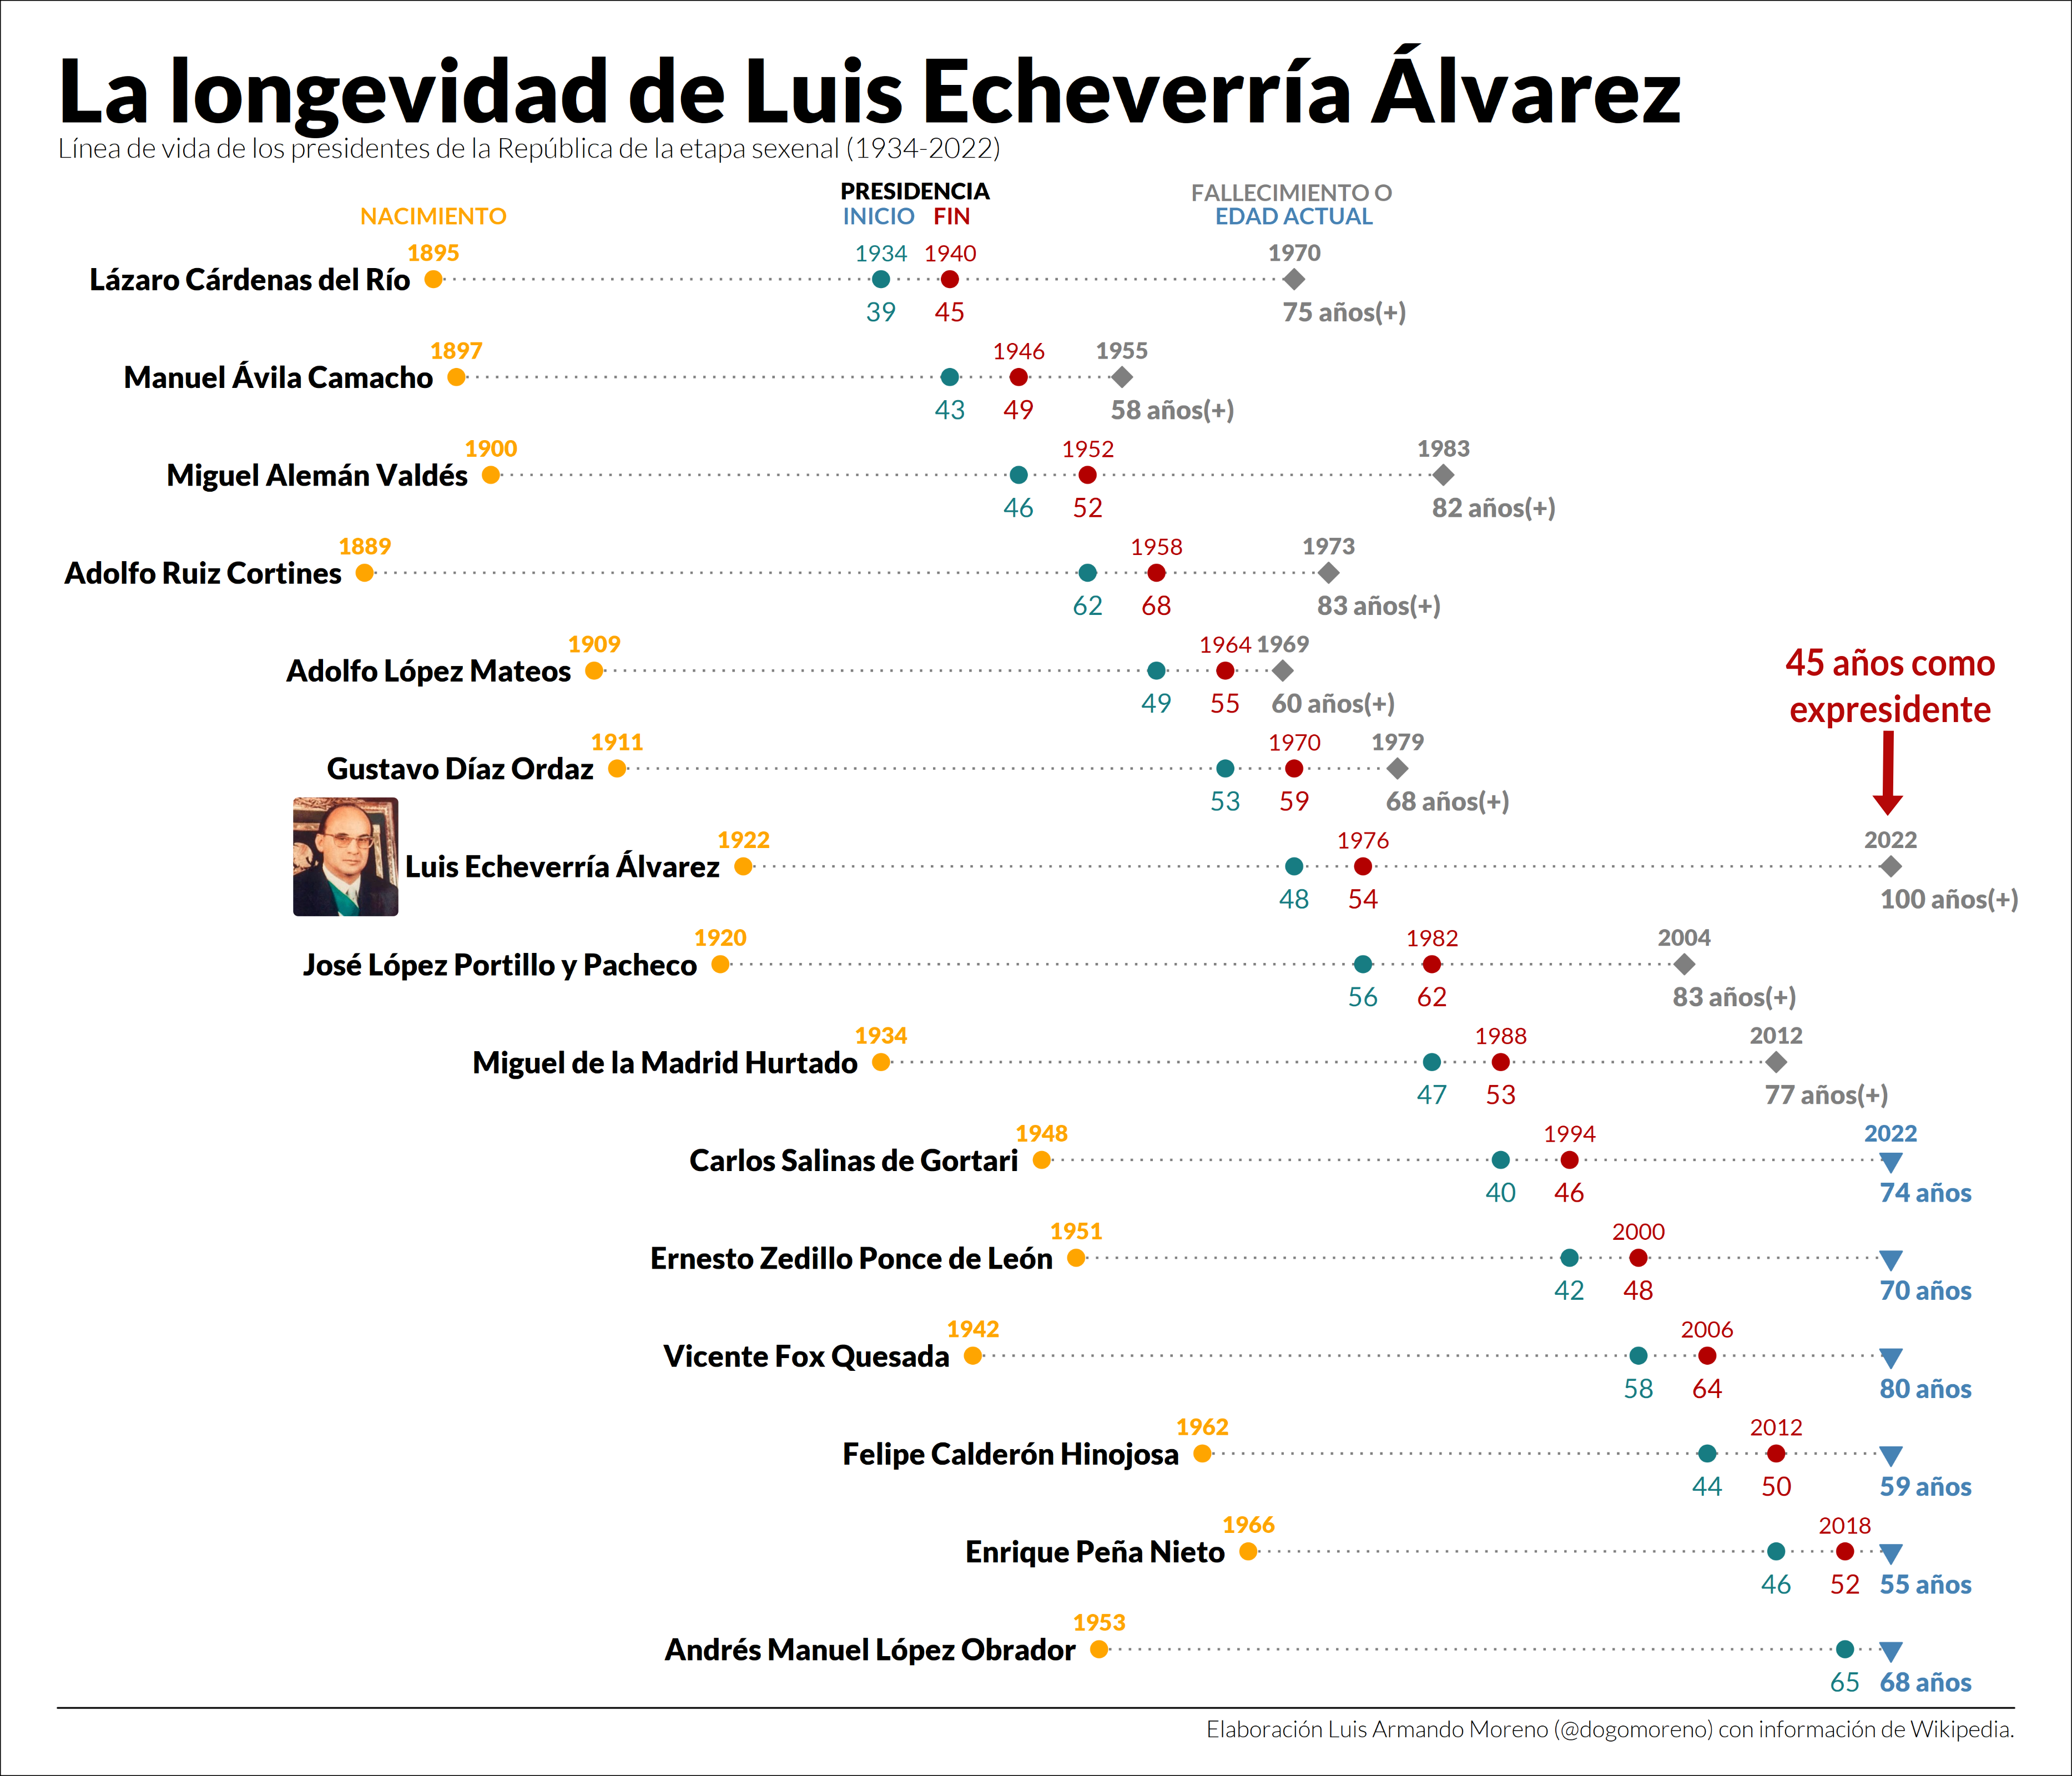 La longevidad de Luis Echeverría Álvarez
Línea de vida de los presidentes de la República de la etapa sexenal (1934-2022)
PRESIDENCIA
FALLECIMIENTO O
NACIMIENTO INICIO FIN EDAD ACTUAL
1895 1934 1940 1970
Lázaro Cárdenas del Río
39 45 75 años(+)
1897 1946 1955
Manuel Ávila Camacho
43 49 58 años(+)
1900 1952 1983
Miguel Alemán Valdés
46 52 82 años(+)
1889 1958 1973
Adolfo Ruiz Cortines
62 68 83 años(+)
1909 1964 1969
Adolfo López Mateos
49 55 60 años(+)
45 años como
expresidente
1911 1970 1979
Gustavo Díaz Ordaz
53 59 68 años(+)
1922 1976 2022
Luis Echeverría Álvarez
48 54 100 años(+)
1920 1982 2004
José López Portillo y Pacheco
56 62 83 años(+)
1934 1988 2012
Miguel de la Madrid Hurtado
47 53 77 años(+)
1948 1994 2022
Carlos Salinas de Gortari
40 46 74 años
1951 2000
Ernesto Zedillo Ponce de León
42 48 70 años
1942 2006
Vicente Fox Quesada
58 64 80 años
1962 2012
Felipe Calderón Hinojosa
44 50 59 años
1966 2018
Enrique Peña Nieto
46 52 55 años
1953
Andrés Manuel López Obrador
65 68 años
Elaboración Luis Armando Moreno (@dogomoreno) con información de Wikipedia.